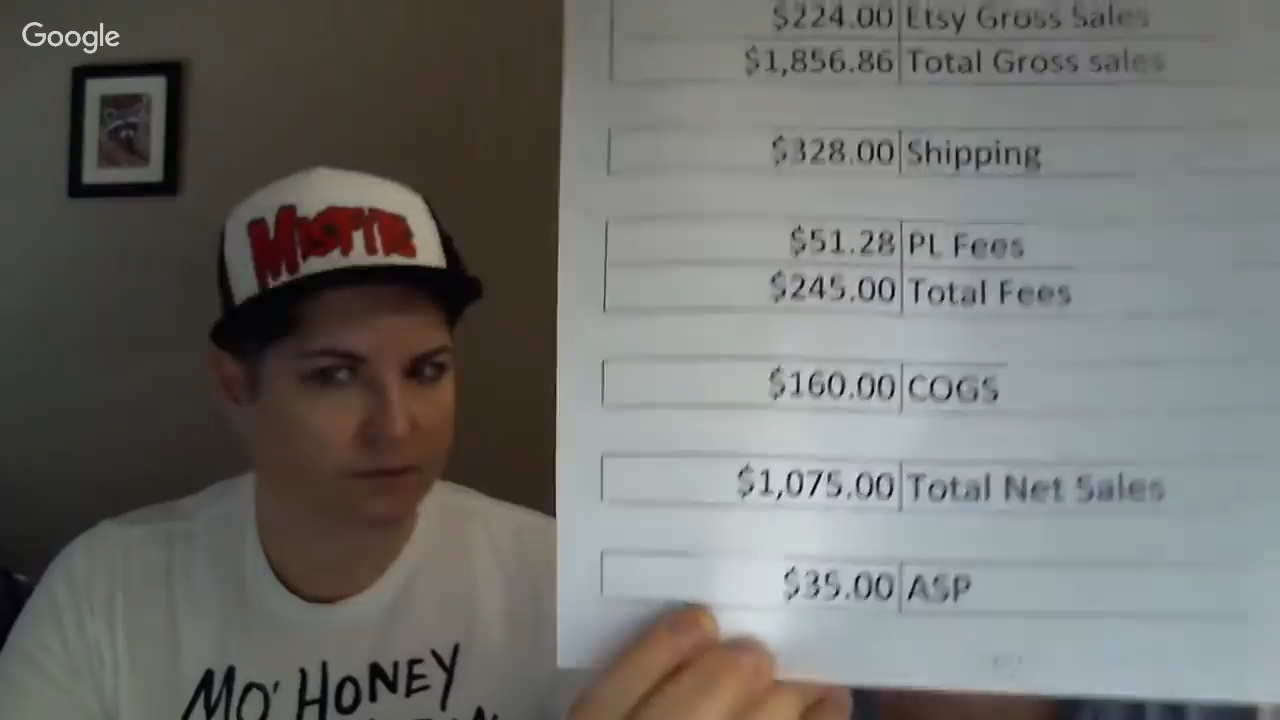 Google
$224.00 Etsy Gross Sales
$1,856.86 Total Gross sales
$328.00 Shipping
$51.28 PL Fees
$245.00 Total Fees
$160.00 COGS
$1,075.00 Total Net Sales
$35.00 ASP
MISFITS
MO' HONEY